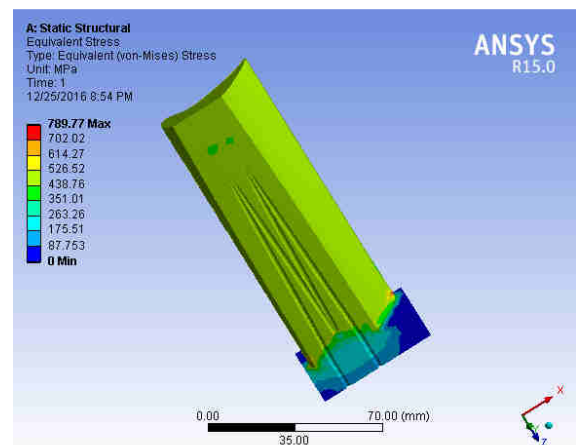 A: Static Structural
Equivalent Stress
Type: Equivalent (von-Mises) Stress
Unit: MPa
Time: 1
12/25/2016 8:54 PM
ANSYS
R15.0
789.77 Max
702.02
614.27
526.52
438.76
351.01
263.26
175.51
87.753
0 Min
0.00
70.00 (mm)
35.00
X
Y
Z